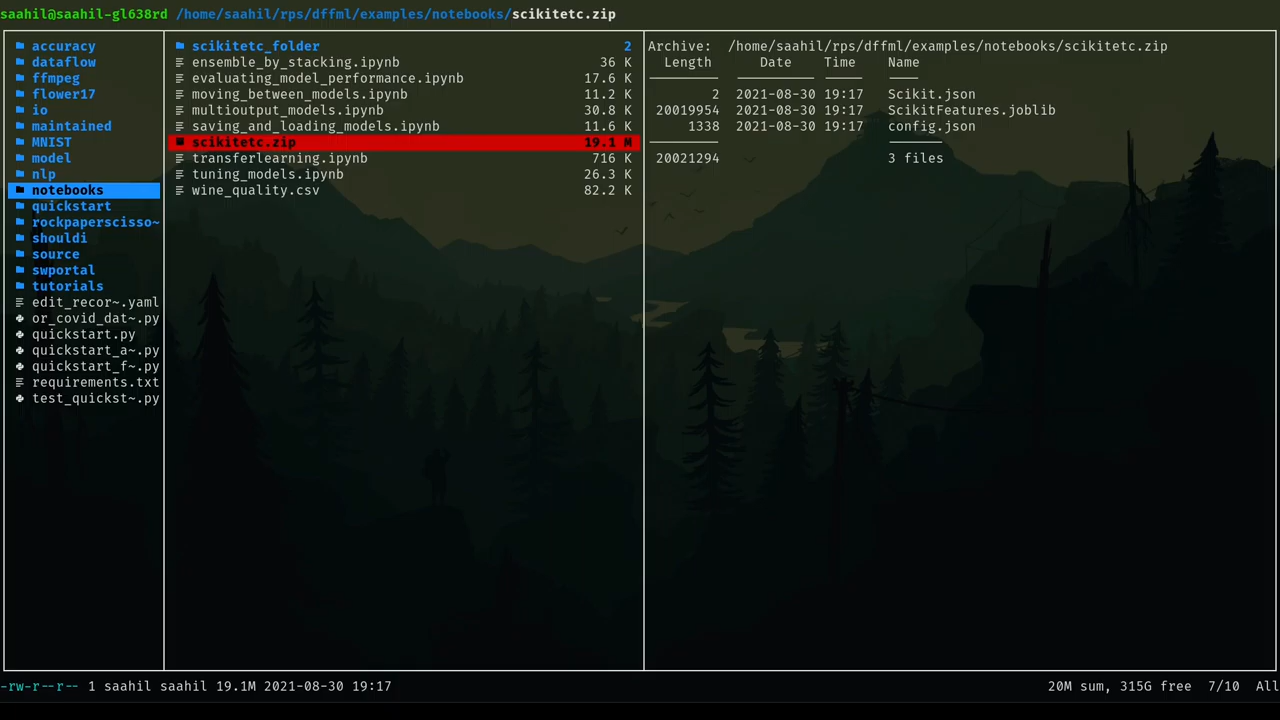 saahil@saahil-gl638rd /home/saahil/rps/dffml/examples/notebooks/scikitetc.zip
accuracy
dataflow
ffmpeg
flower17
io
maintained
MNIST
model
nlp
notebooks
quickstart
rockpaperscisso~
shouldi
source
swportal
tutorials
edit_recor~.yaml
or_covid_dat~.py
quickstart.py
quickstart_a~.py
quickstart_f~.py
requirements.txt
test_quickst~.py
scikitetc_folder 2
ensemble_by_stacking.ipynb 36 K
evaluating_model_performance.ipynb 17.6 K
moving_between_models.ipynb 11.2 K
multioutput_models.ipynb 30.8 K
saving_and_loading_models.ipynb 11.6 K
scikitetc.zip 19.1 M
transferlearning.ipynb 716 K
tuning_models.ipynb 26.3 K
wine_quality.csv 82.2 K
Archive: /home/saahil/rps/dffml/examples/notebooks/scikitetc.zip
Length Date Time Name
2 2021-08-30 19:17 Scikit.json
20019954 2021-08-30 19:17 ScikitFeatures.joblib
1338 2021-08-30 19:17 config.json
20021294 3 files
-rw-r--r-- 1 saahil saahil 19.1M 2021-08-30 19:17 20M sum, 315G free 7/10 All